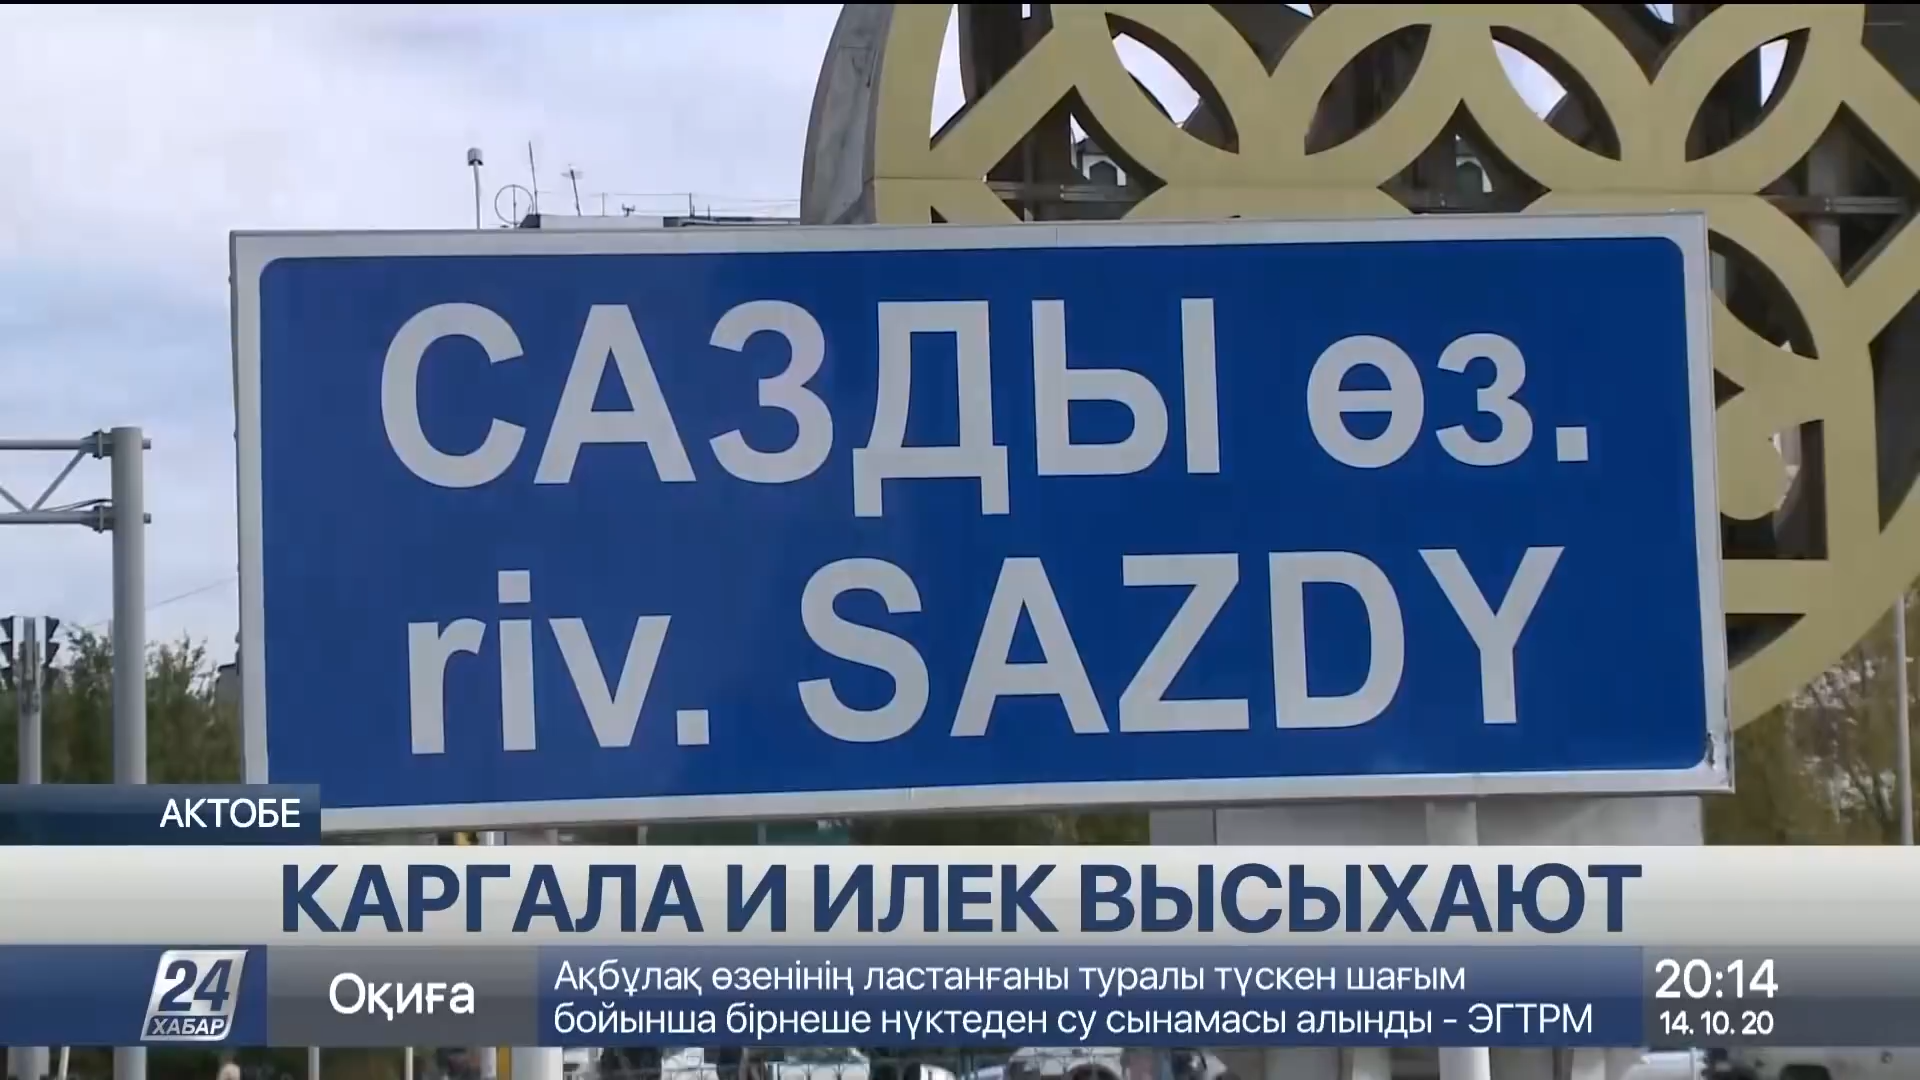 САЗДЫ өз.
riv. SAZDY
АКТОБЕ
КАРГАЛА И ИЛЕК ВЫСЫХАЮТ
24
ХАБАР
Оқиға
Ақбұлақ өзенінің ластанғаны туралы түскен шағым
бойынша бірнеше нүктеден су сынамасы алынды - ЭГТРМ
20:14
14. 10. 20